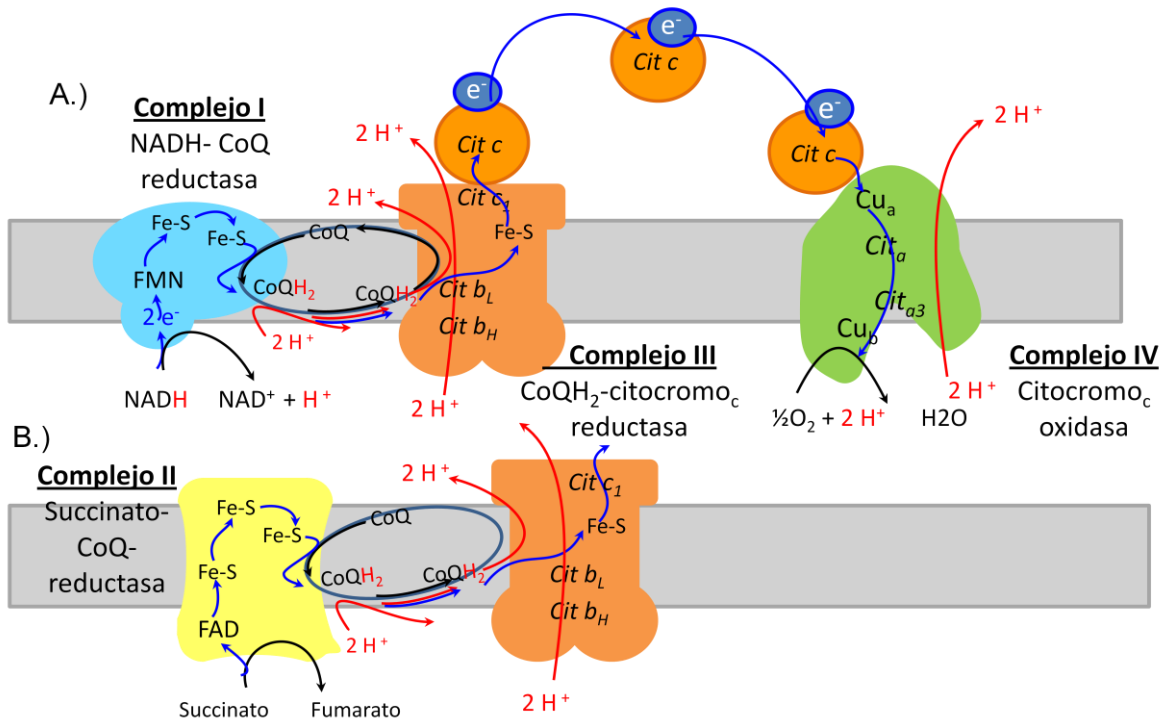 A.)
Complejo I
NADH- CoQ
reductasa
Fe-S
Fe-S
FMN
2 e-
NADH
NAD+ + H+
CoQ
CoQH2
CoQH2
2 H+
2 H+
2 H+
e-
Cit c
Cit c1
Fe-S
Cit bL
Cit bH
2 H+
Complejo III
CoQH2-citocromoc
reductasa
e-
Cit c
e-
Cit c
Cua
Cita
Cita3
Cub
½O2 + 2 H+
H2O
2 H+
2 H+
Complejo IV
Citocromoc
oxidasa
B.)
Complejo II
Succinato-
CoQ-
reductasa
Fe-S
Fe-S
Fe-S
FAD
Succinato
Fumarato
CoQ
CoQH2
CoQH2
2 H+
2 H+
Cit c1
Fe-S
Cit bL
Cit bH
2 H+